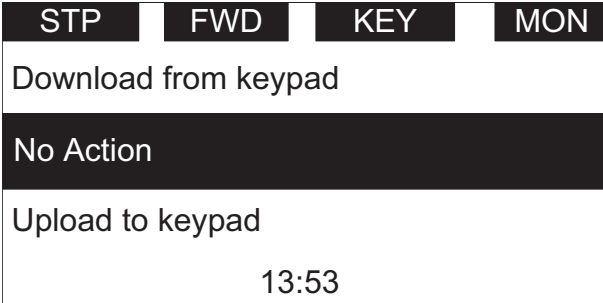 STP FWD KEY MON
Download from keypad
No Action
Upload to keypad
13:53